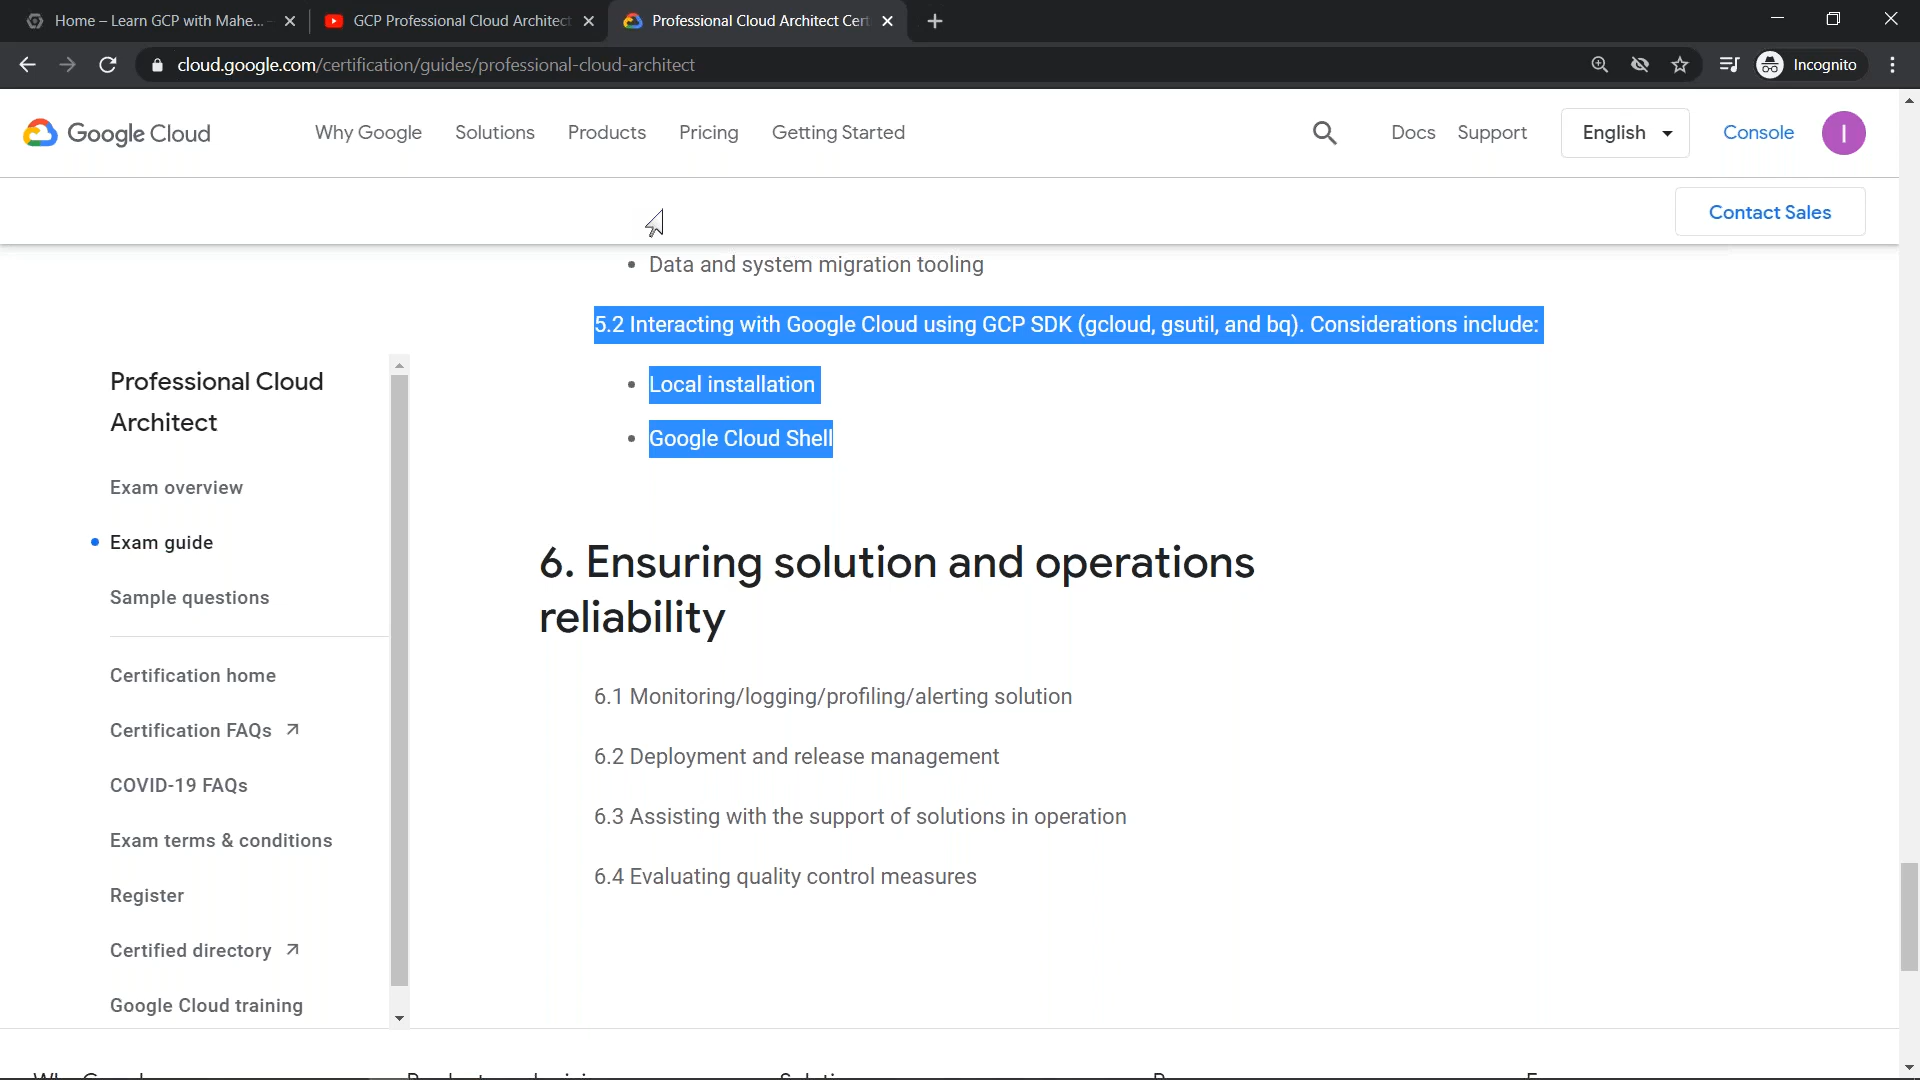 Home – Learn GCP with Mahe...
GCP Professional Cloud Architect
Professional Cloud Architect Cert
cloud.google.com/certification/guides/professional-cloud-architect
Incognito
Google Cloud
Why Google
Solutions
Products
Pricing
Getting Started
Docs
Support
English
Console
I
Contact Sales
• Data and system migration tooling
5.2 Interacting with Google Cloud using GCP SDK (gcloud, gsutil, and bq). Considerations include:
• Local installation
• Google Cloud Shell
Professional Cloud
Architect
Exam overview
• Exam guide
Sample questions
Certification home
Certification FAQs
COVID-19 FAQs
Exam terms & conditions
Register
Certified directory
Google Cloud training
6. Ensuring solution and operations
reliability
6.1 Monitoring/logging/profiling/alerting solution
6.2 Deployment and release management
6.3 Assisting with the support of solutions in operation
6.4 Evaluating quality control measures